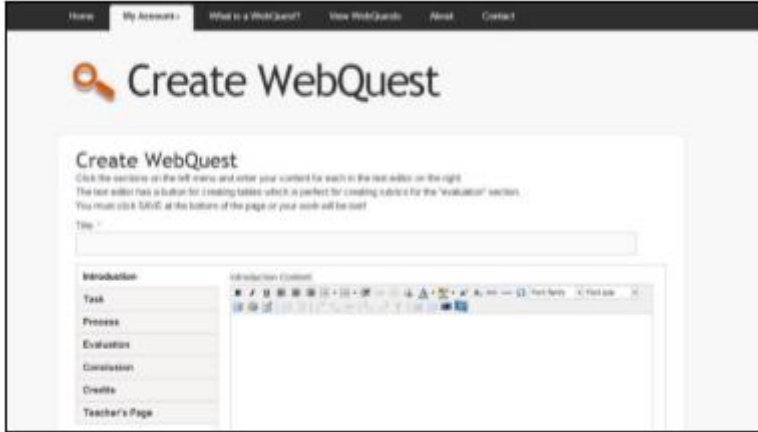 Home My Account What is a WebQuest? View WebQuests About Contact
Create WebQuest
Create WebQuest
Click the sections on the left menu and enter your content for each in the text editor on the right.
The text editor has a button for creating tables which is perfect for creating rubrics for the "evaluation" section.
You must click SAVE at the bottom of the page or your work will be lost!
Title: *
Introduction
Introduction Content:
Font family Font size
Task
Process
Evaluation
Conclusion
Credits
Teacher's Page